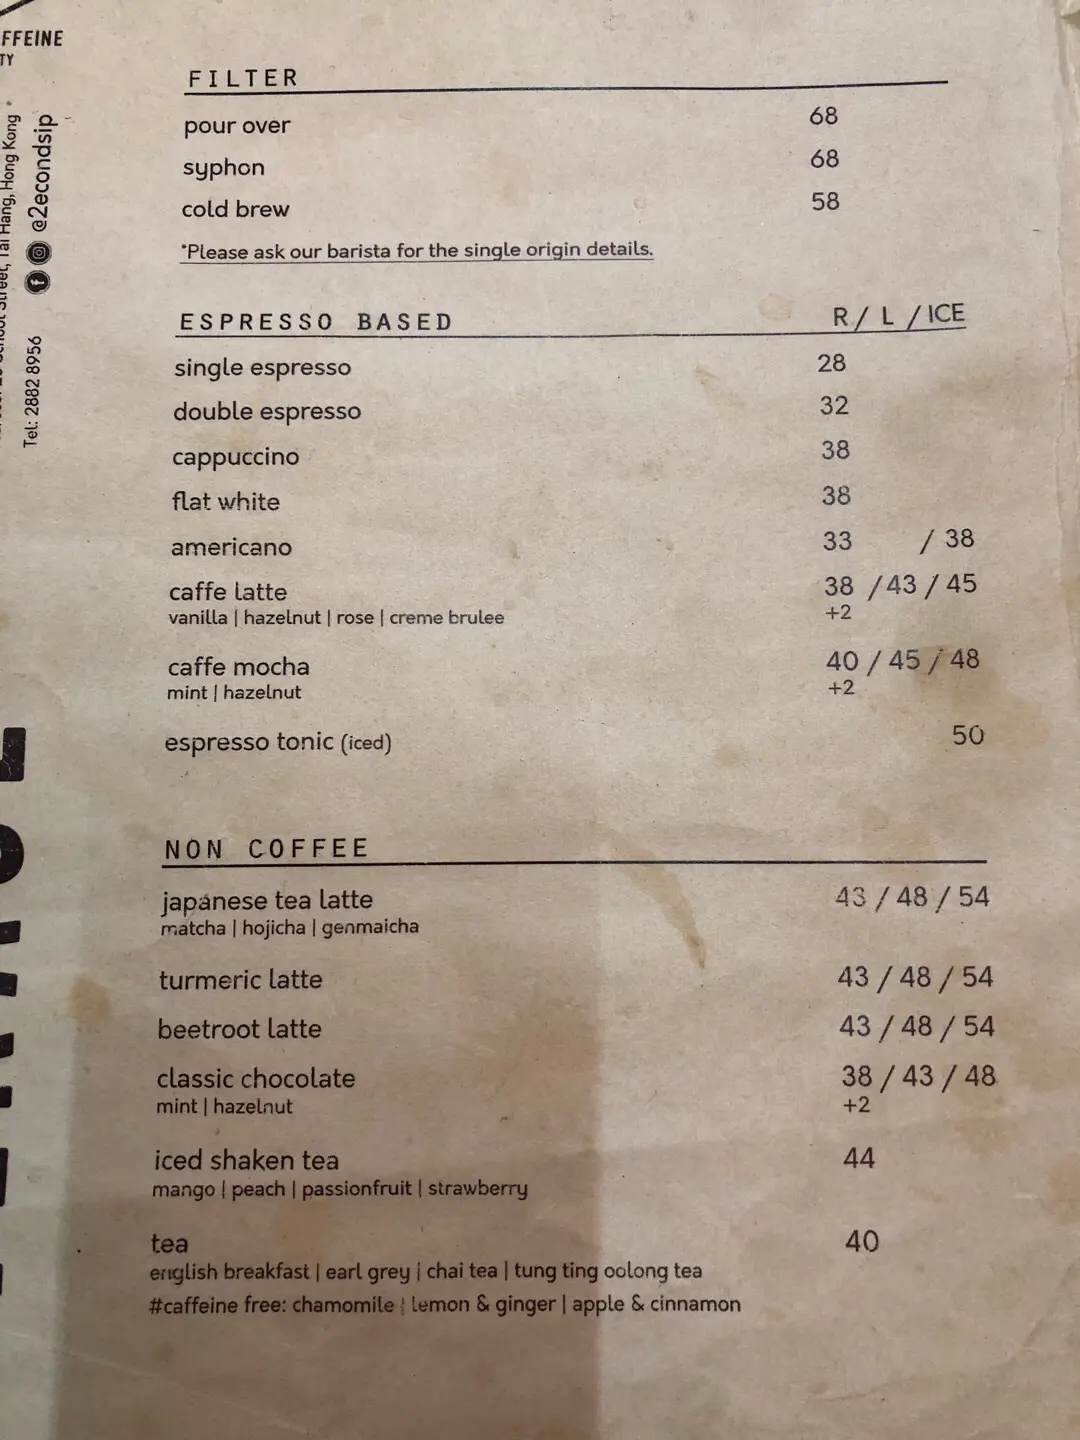 FFEINE
TY
Tai Hang, Hong Kong
@2econdsip
Tel: 2882 8956
FILTER
pour over 68
syphon 68
cold brew 58
*Please ask our barista for the single origin details.
ESPRESSO BASED R / L / ICE
single espresso 28
double espresso 32
cappuccino 38
flat white 38
americano 33 / 38
caffe latte 38 / 43 / 45
vanilla | hazelnut | rose | creme brulee +2
caffe mocha 40 / 45 / 48
mint | hazelnut +2
espresso tonic (iced) 50
NON COFFEE
japanese tea latte 43 / 48 / 54
matcha | hojicha | genmaicha
turmeric latte 43 / 48 / 54
beetroot latte 43 / 48 / 54
classic chocolate 38 / 43 / 48
mint | hazelnut +2
iced shaken tea 44
mango | peach | passionfruit | strawberry
tea 40
english breakfast | earl grey | chai tea | tung ting oolong tea
#caffeine free: chamomile | lemon & ginger | apple & cinnamon